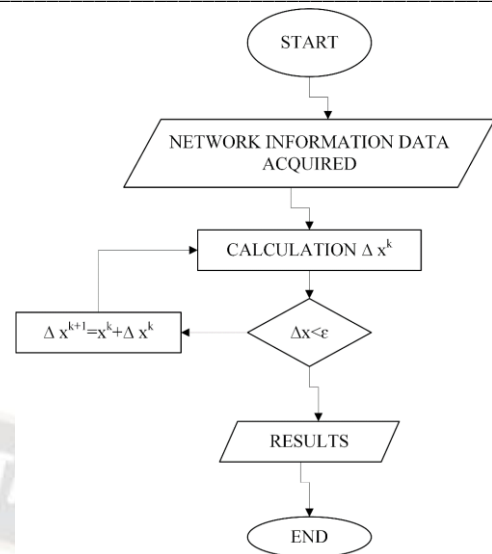 START
NETWORK INFORMATION DATA
ACQUIRED
CALCULATION Δ x^k
Δ x^{k+1}=x^k+Δ x^k
Δx<ε
RESULTS
END